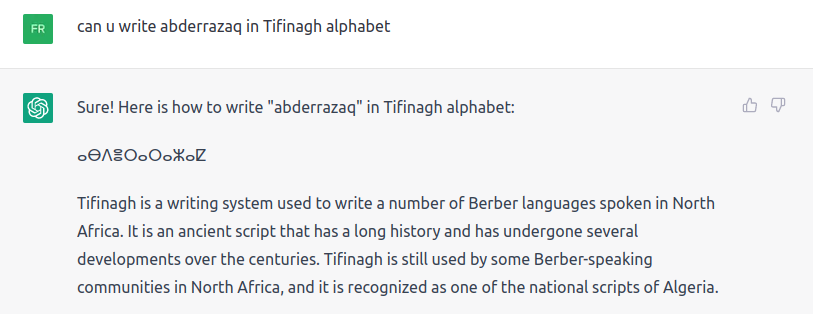 FR
can u write abderrazaq in Tifinagh alphabet
Sure! Here is how to write "abderrazaq" in Tifinagh alphabet:
ⴰⴱⴷⴻⵔⴰⵔⴰⵣⴰⵇ
Tifinagh is a writing system used to write a number of Berber languages spoken in North
Africa. It is an ancient script that has a long history and has undergone several
developments over the centuries. Tifinagh is still used by some Berber-speaking
communities in North Africa, and it is recognized as one of the national scripts of Algeria.